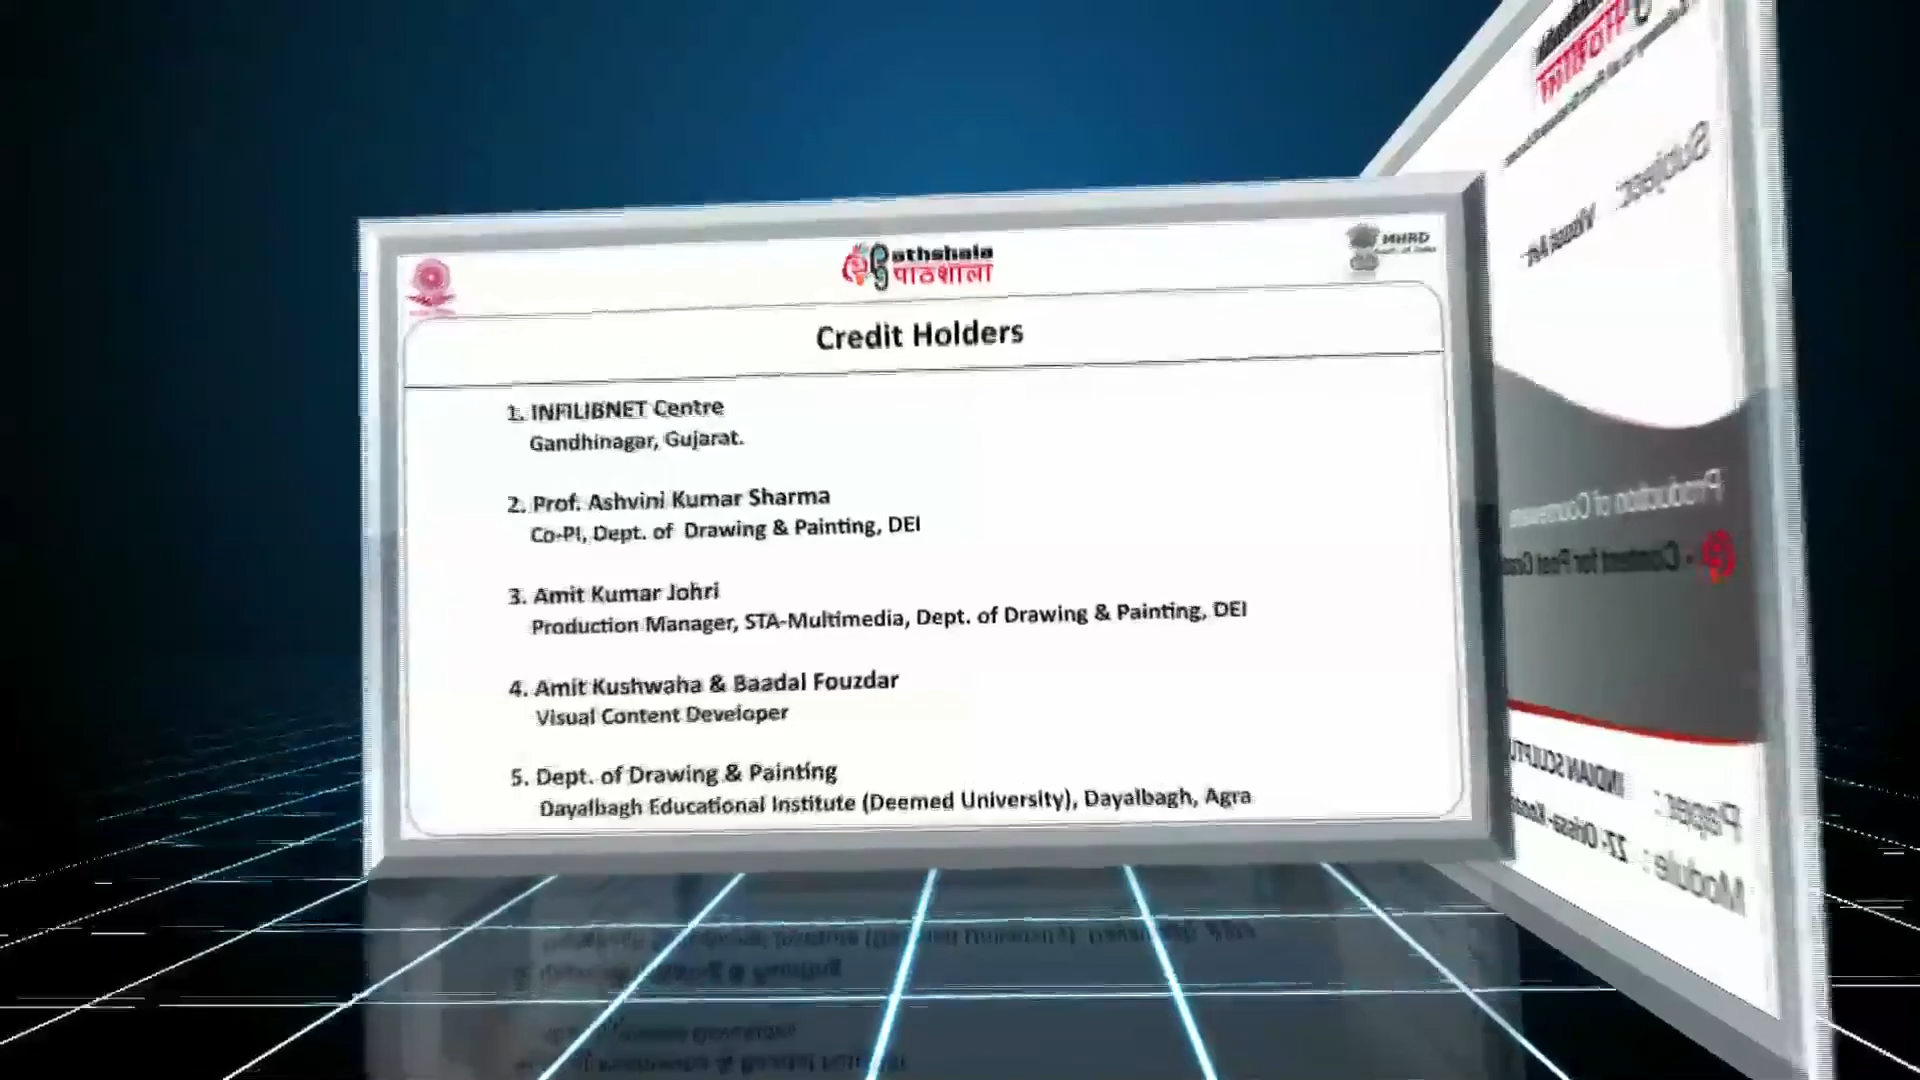 athshala
पाठशाला
MHRD
Credit Holders
1. INFILIBNET Centre
Gandhinagar, Gujarat.
2. Prof. Ashvini Kumar Sharma
Co-PI, Dept. of Drawing & Painting, DEI
3. Amit Kumar Johri
Production Manager, STA-Multimedia, Dept. of Drawing & Painting, DEI
4. Amit Kushwaha & Baadal Fouzdar
Visual Content Developer
5. Dept. of Drawing & Painting
Dayalbagh Educational Institute (Deemed University), Dayalbagh, Agra
Subject:
Visual Art
Production of Courseware
- Content for Post
INDIAN
Paper:
Module: 22- Orissa-